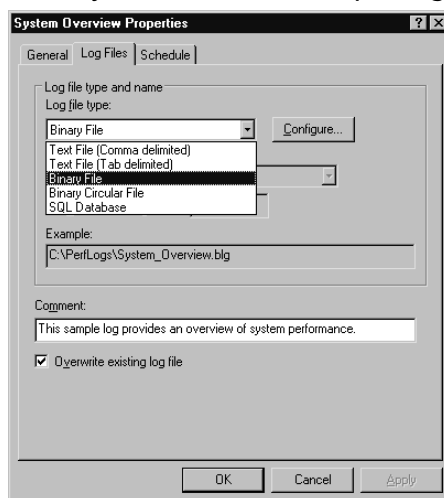 System Overview Properties
General Log Files Schedule
Log file type and name
Log file type:
Binary File Configure...
Text File (Comma delimited)
Text File (Tab delimited)
Binary File
Binary Circular File
SQL Database
Example:
C:\PerfLogs\System_Overview.blg
Comment:
This sample log provides an overview of system performance.
Overwrite existing log file
OK Cancel Apply